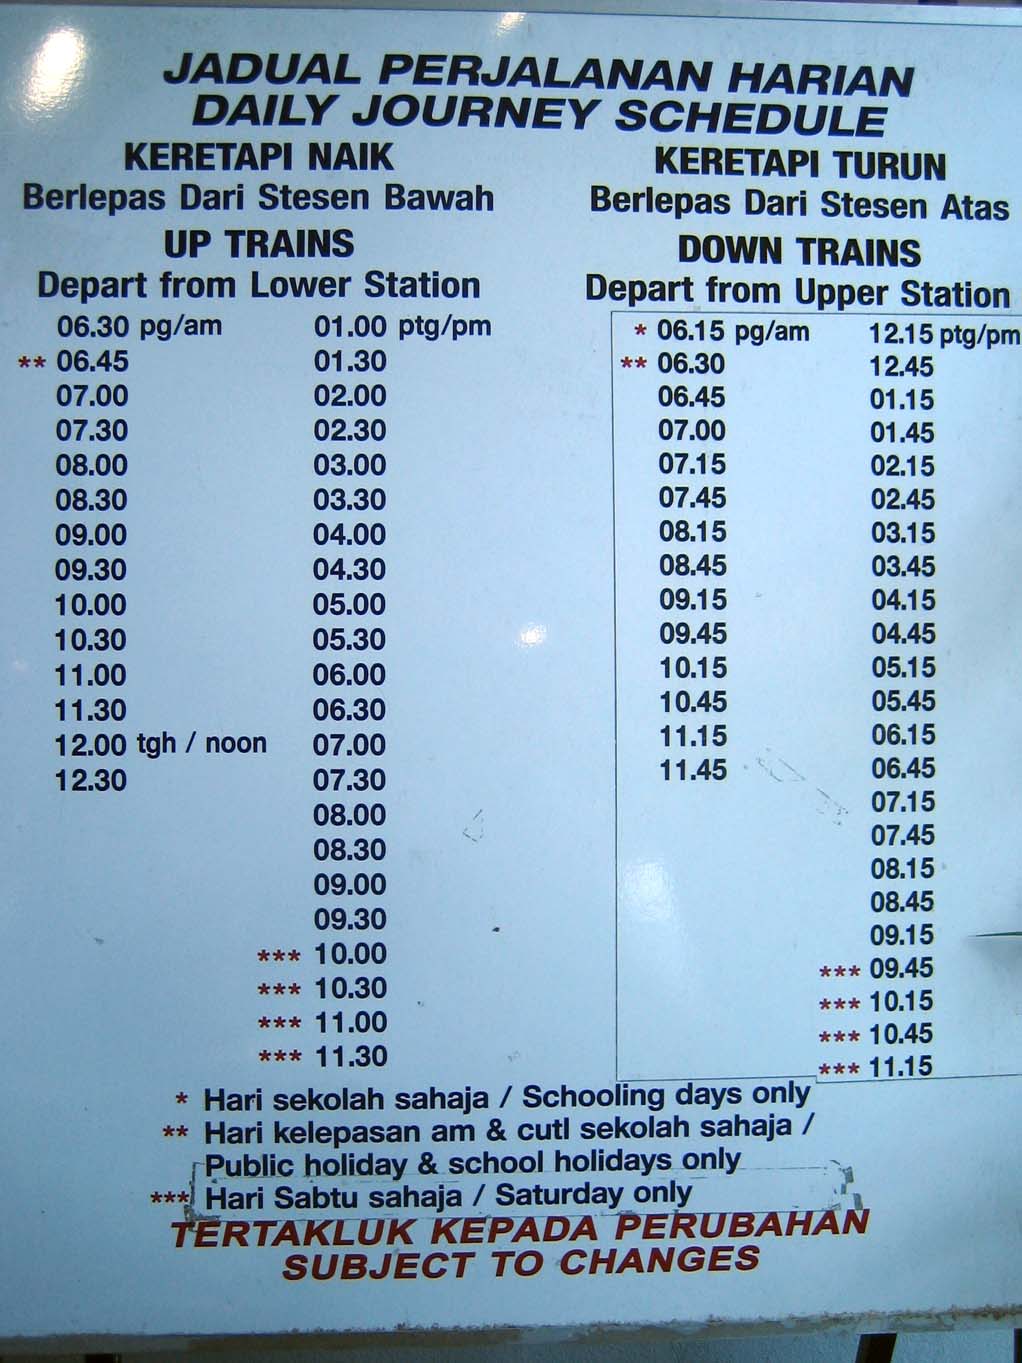 JADUAL PERJALANAN HARIAN
DAILY JOURNEY SCHEDULE
KERETAPI NAIK
Berlepas Dari Stesen Bawah
UP TRAINS
Depart from Lower Station
06.30 pg/am 01.00 ptg/pm
** 06.45 01.30
07.00 02.00
07.30 02.30
08.00 03.00
08.30 03.30
09.00 04.00
09.30 04.30
10.00 05.00
10.30 05.30
11.00 06.00
11.30 06.30
12.00 tgh / noon 07.00
12.30 07.30
08.00
08.30
09.00
09.30
*** 10.00
*** 10.30
*** 11.00
*** 11.30
KERETAPI TURUN
Berlepas Dari Stesen Atas
DOWN TRAINS
Depart from Upper Station
* 06.15 pg/am 12.15 ptg/pm
** 06.30 12.45
06.45 01.15
07.00 01.45
07.15 02.15
07.45 02.45
08.15 03.15
08.45 03.45
09.15 04.15
09.45 04.45
10.15 05.15
10.45 05.45
11.15 06.15
11.45 06.45
07.15
07.45
08.15
08.45
09.15
*** 09.45
*** 10.15
*** 10.45
*** 11.15
* Hari sekolah sahaja / Schooling days only
** Hari kelepasan am & cutl sekolah sahaja /
Public holiday & school holidays only
*** Hari Sabtu sahaja / Saturday only
TERTAKLUK KEPADA PERUBAHAN
SUBJECT TO CHANGES